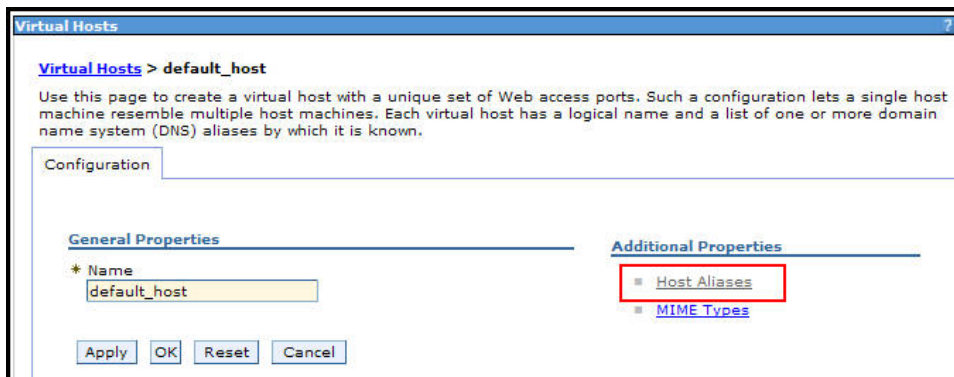 Virtual Hosts ?
Virtual Hosts > default_host
Use this page to create a virtual host with a unique set of Web access ports. Such a configuration lets a single host
machine resemble multiple host machines. Each virtual host has a logical name and a list of one or more domain
name system (DNS) aliases by which it is known.
Configuration
General Properties
* Name
default_host
Apply OK Reset Cancel
Additional Properties
Host Aliases
MIME Types